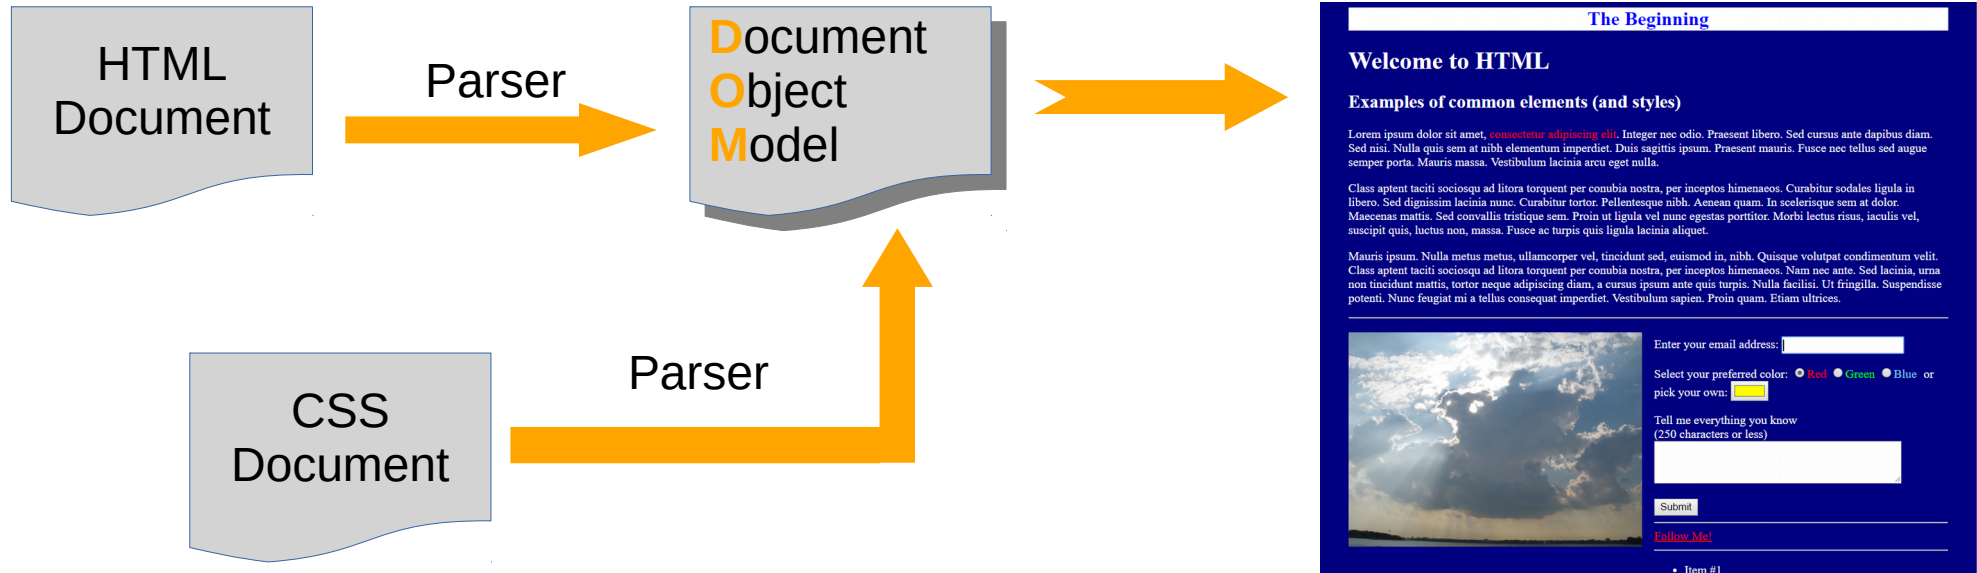 HTML
Document
Parser
Document
Object
Model
CSS
Document
Parser
The Beginning
Welcome to HTML
Examples of common elements (and styles)
Lorem ipsum dolor sit amet, consectetur adipiscing elit. Integer nec odio. Praesent libero. Sed cursus ante dapibus diam.
Sed nisi. Nulla quis sem at nibh elementum imperdiet. Duis sagittis ipsum. Praesent mauris. Fusce nec tellus sed augue
semper porta. Mauris massa. Vestibulum lacinia arcu eget nulla.
Class aptent taciti sociosqu ad litora torquent per conubia nostra, per inceptos himenaeos. Curabitur sodales ligula in
libero. Sed dignissim lacinia nunc. Curabitur tortor. Pellentesque nibh. Aenean quam. In scelerisque sem at dolor.
Maecenas mattis. Sed convallis tristique sem. Proin ut ligula vel nunc egestas porttitor. Morbi lectus risus, iaculis vel,
suscipit quis, luctus non, massa. Fusce ac turpis quis ligula lacinia aliquet.
Mauris ipsum. Nulla metus metus, ullamcorper vel, tincidunt sed, euismod in, nibh. Quisque volutpat condimentum velit.
Class aptent taciti sociosqu ad litora torquent per conubia nostra, per inceptos himenaeos. Nam nec ante. Sed lacinia, urna
non tincidunt mattis, tortor neque adipiscing diam, a cursus ipsum ante quis turpis. Nulla facilisi. Ut fringilla. Suspendisse
potenti. Nunc feugiat mi a tellus consequat imperdiet. Vestibulum sapien. Proin quam. Etiam ultrices.
Enter your email address:
Select your preferred color: Red Green Blue or
pick your own:
Tell me everything you know
(250 characters or less)
Submit
Follow Me!
• Item #1